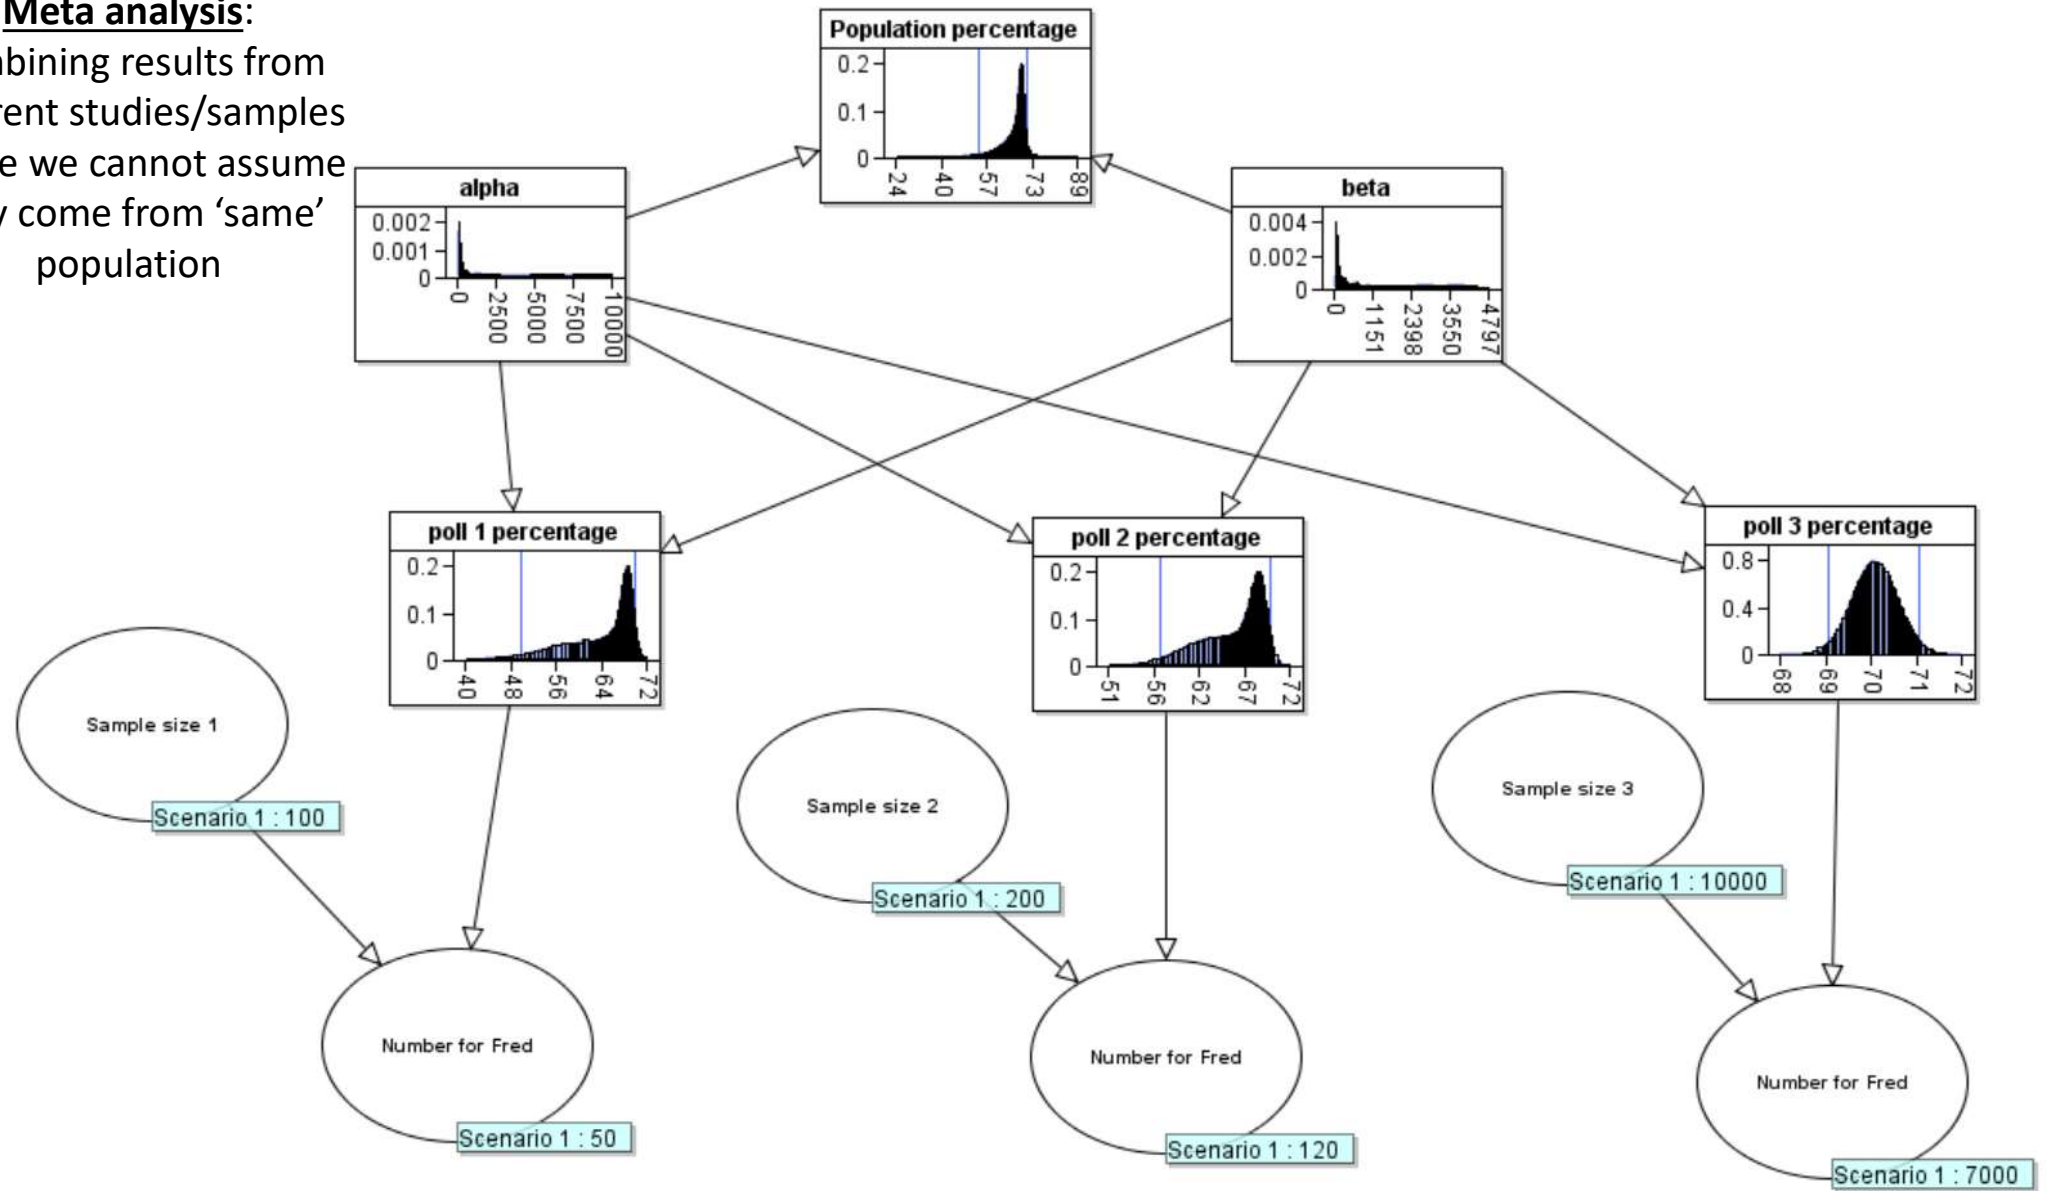 Meta analysis:
bining results from
rent studies/samples
e we cannot assume
y come from ‘same’
population
Population percentage
0.2
0.1
0
24 40 57 73 89
alpha
0.002
0.001
0
0 2500 5000 7500 10000
beta
0.004
0.002
0
0 1151 2398 3550 4797
poll 1 percentage
0.2
0.1
0
40 48 56 64 72
poll 2 percentage
0.2
0.1
0
51 56 62 67 72
poll 3 percentage
0.8
0.4
0
68 69 70 71 72
Sample size 1
Scenario 1 : 100
Sample size 2
Scenario 1 : 200
Sample size 3
Scenario 1 : 10000
Number for Fred
Scenario 1 : 50
Number for Fred
Scenario 1 : 120
Number for Fred
Scenario 1 : 7000